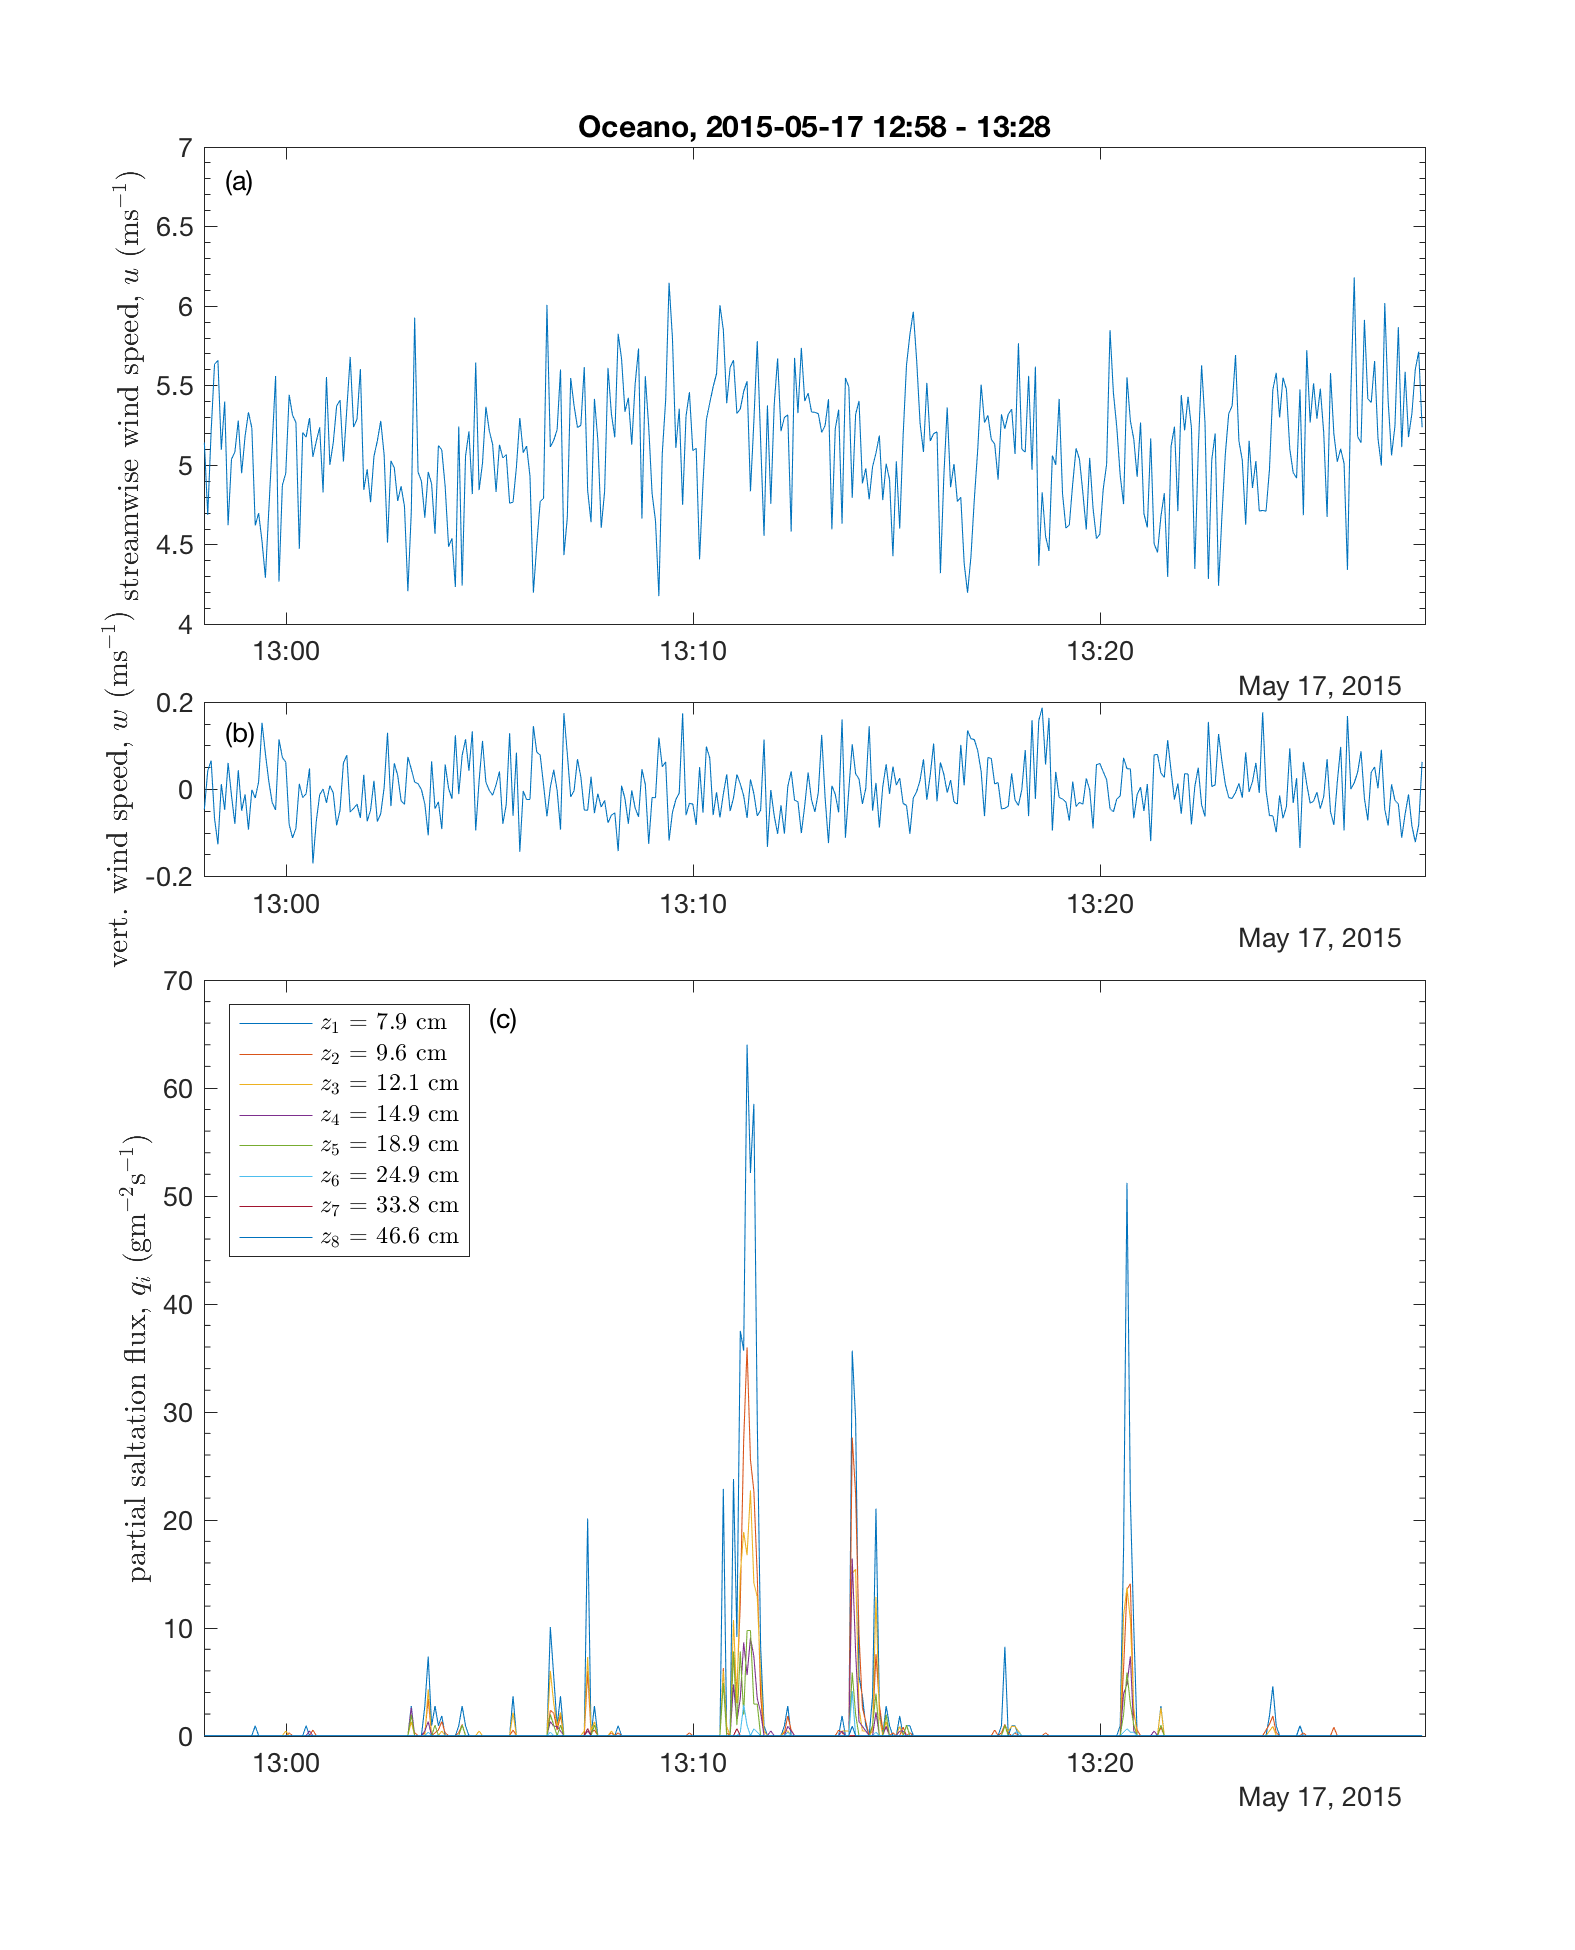 Oceano, 2015-05-17 12:58 - 13:28
(a)
streamwise wind speed, u (ms⁻¹)
7
6.5
6
5.5
5
4.5
4
13:00 13:10 13:20
May 17, 2015
(b)
vert. wind speed, w (ms⁻¹)
0.2
0
-0.2
13:00 13:10 13:20
May 17, 2015
(c)
partial saltation flux, qᵢ (gm⁻²s⁻¹)
70
60
50
40
30
20
10
0
z₁ = 7.9 cm
z₂ = 9.6 cm
z₃ = 12.1 cm
z₄ = 14.9 cm
z₅ = 18.9 cm
z₆ = 24.9 cm
z₇ = 33.8 cm
z₈ = 46.6 cm
13:00 13:10 13:20
May 17, 2015